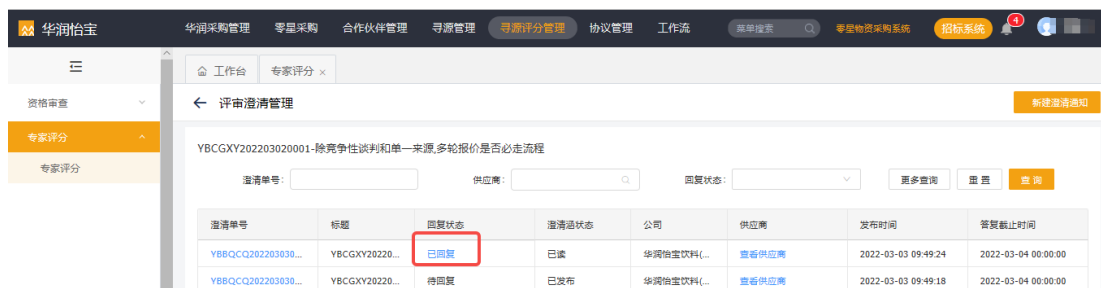 华润怡宝 华润采购管理 零星采购 合作伙伴管理 寻源管理 寻源评分管理 协议管理 工作流 菜单搜索 零星物资采购系统 招标系统 4
工作台 专家评分 ×
资格审查
评审澄清管理 新建澄清通知
专家评分
YBCGXY202203020001-除竞争性谈判和单一来源,多轮报价是否必走流程
专家评分
澄清单号: 供应商: 回复状态: 更多查询 重置 查询
澄清单号 标题 回复状态 澄清函状态 公司 供应商 发布时间 答复截止时间
YBBQCQ202203030... YBCGXY20220... 已回复 已读 华润怡宝饮料(... 查看供应商 2022-03-03 09:49:24 2022-03-04 00:00:00
YBBQCQ202203030... YBCGXY20220... 待回复 已发布 华润怡宝饮料(... 查看供应商 2022-03-03 09:49:18 2022-03-04 00:00:00